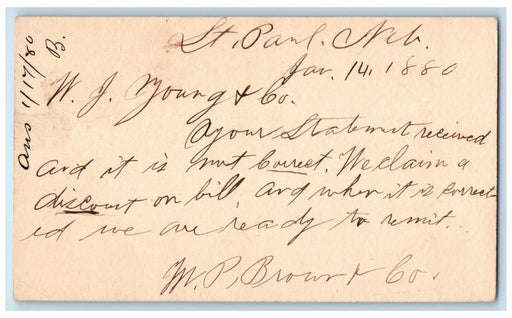 St. Paul. Neb.
Jan. 14, 1880
W. J. Young & Co.
Your Statement received
and it is not Correct. We claim a
discount on bill, and when it is correct-
ed we are ready to remit.
M. P. Brown & Co.
Ans 1/17/80
B.